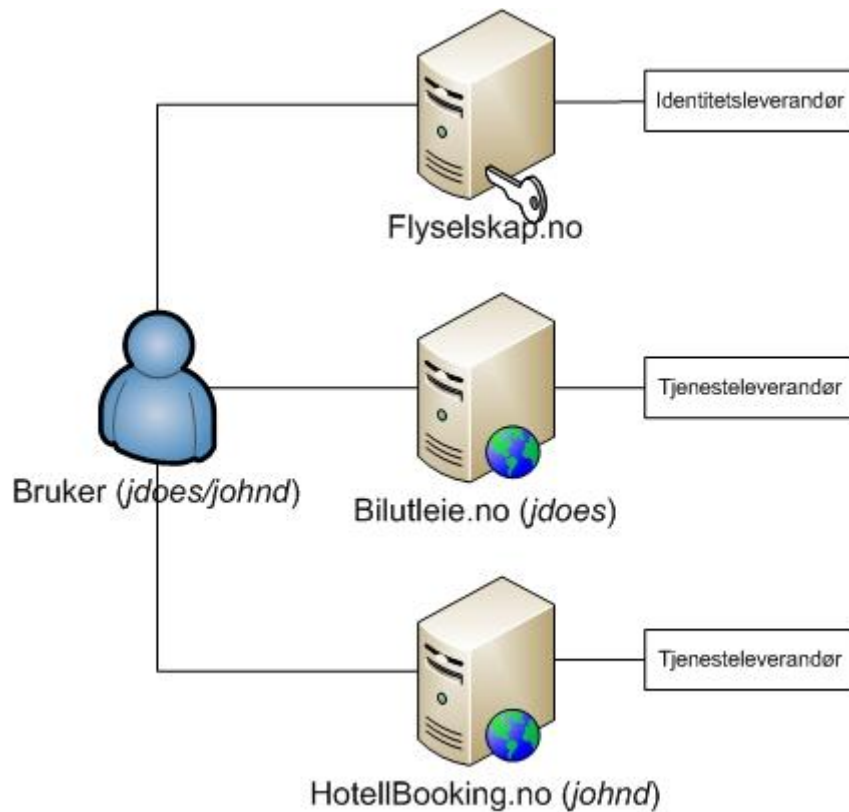 Identitetsleverandør
Flyselskap.no
Tjenesteleverandør
Bruker (jdoes/johnd)
Bilutleie.no (jdoes)
Tjenesteleverandør
HotellBooking.no (johnd)